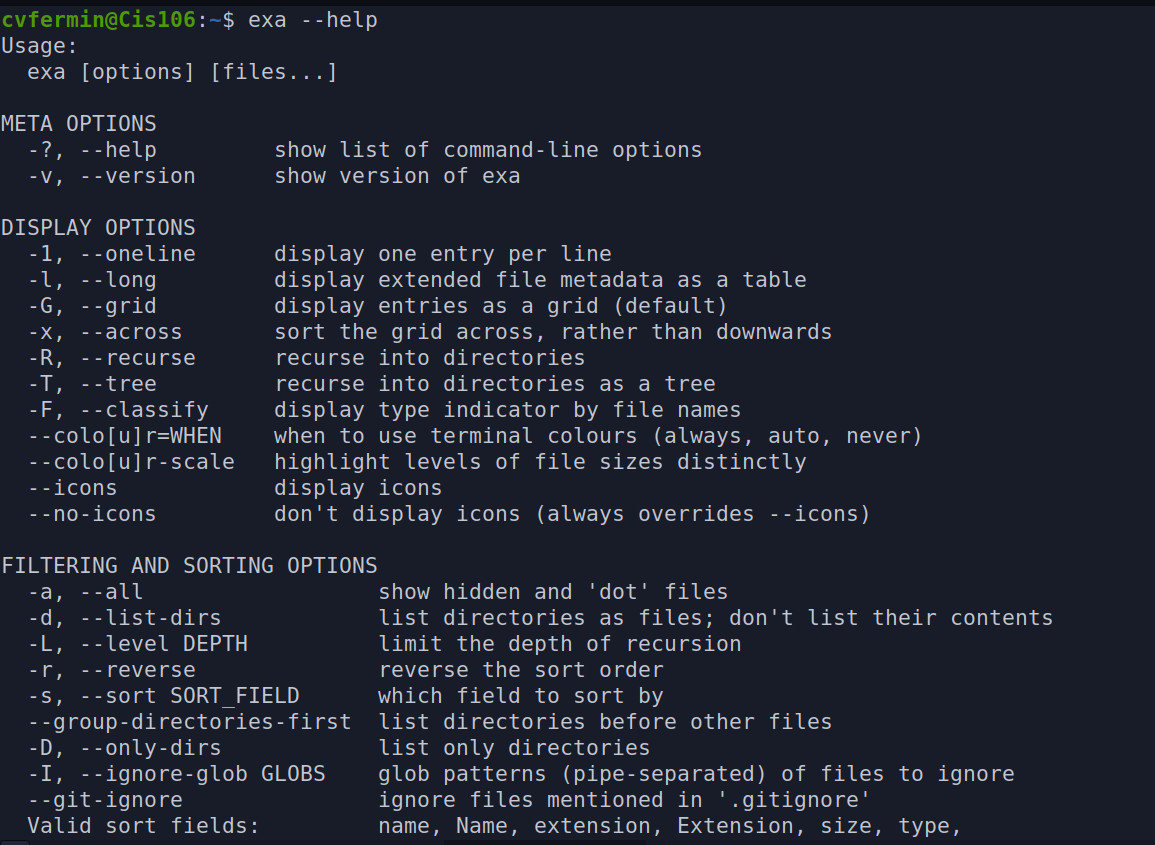 cvfermin@Cis106:~$ exa --help
Usage:
  exa [options] [files...]

META OPTIONS
  -?, --help         show list of command-line options
  -v, --version      show version of exa

DISPLAY OPTIONS
  -1, --oneline      display one entry per line
  -l, --long         display extended file metadata as a table
  -G, --grid         display entries as a grid (default)
  -x, --across       sort the grid across, rather than downwards
  -R, --recurse      recurse into directories
  -T, --tree         recurse into directories as a tree
  -F, --classify     display type indicator by file names
  --colo[u]r=WHEN    when to use terminal colours (always, auto, never)
  --colo[u]r-scale   highlight levels of file sizes distinctly
  --icons            display icons
  --no-icons         don't display icons (always overrides --icons)

FILTERING AND SORTING OPTIONS
  -a, --all                  show hidden and 'dot' files
  -d, --list-dirs            list directories as files; don't list their contents
  -L, --level DEPTH          limit the depth of recursion
  -r, --reverse              reverse the sort order
  -s, --sort SORT_FIELD      which field to sort by
  --group-directories-first  list directories before other files
  -D, --only-dirs            list only directories
  -I, --ignore-glob GLOBS    glob patterns (pipe-separated) of files to ignore
  --git-ignore               ignore files mentioned in '.gitignore'
  Valid sort fields:         name, Name, extension, Extension, size, type,